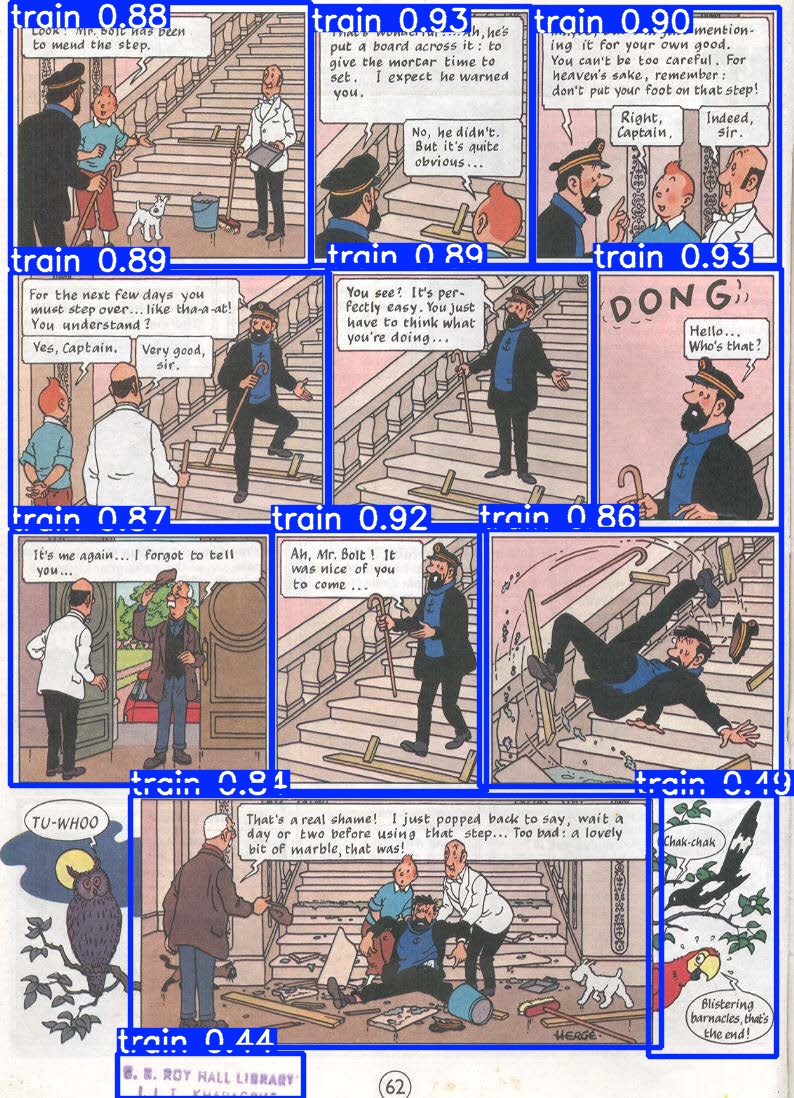 train 0.88
train 0.93
train 0.90
Look! Mr. Bolt has been
to mend the step.
That's wonderful!... Ah, he's
put a board across it: to
give the mortar time to
set. I expect he warned
you.
No, he didn't.
But it's quite
obvious...
mention-
ing it for your own good.
You can't be too careful. For
heaven's sake, remember:
don't put your foot on that step!
Right,
Captain.
Indeed,
sir.
train 0.89
train 0.89
train 0.93
For the next few days you
must step over... like tha-a-at!
You understand?
Yes, Captain.
Very good,
sir.
You see? It's per-
fectly easy. You just
have to think what
you're doing...
DONG
Hello...
Who's that?
train 0.87
train 0.92
train 0.86
It's me again... I forgot to tell
you...
Ah, Mr. Bolt! It
was nice of you
to come...
train 0.84
train 0.49
TU-WHOO
That's a real shame! I just popped back to say, wait a
day or two before using that step... Too bad: a lovely
bit of marble, that was!
HERGÉ
Chak-chak
Blistering
barnacles, that's
the end!
train 0.44
ROY HALL LIBRARY
62